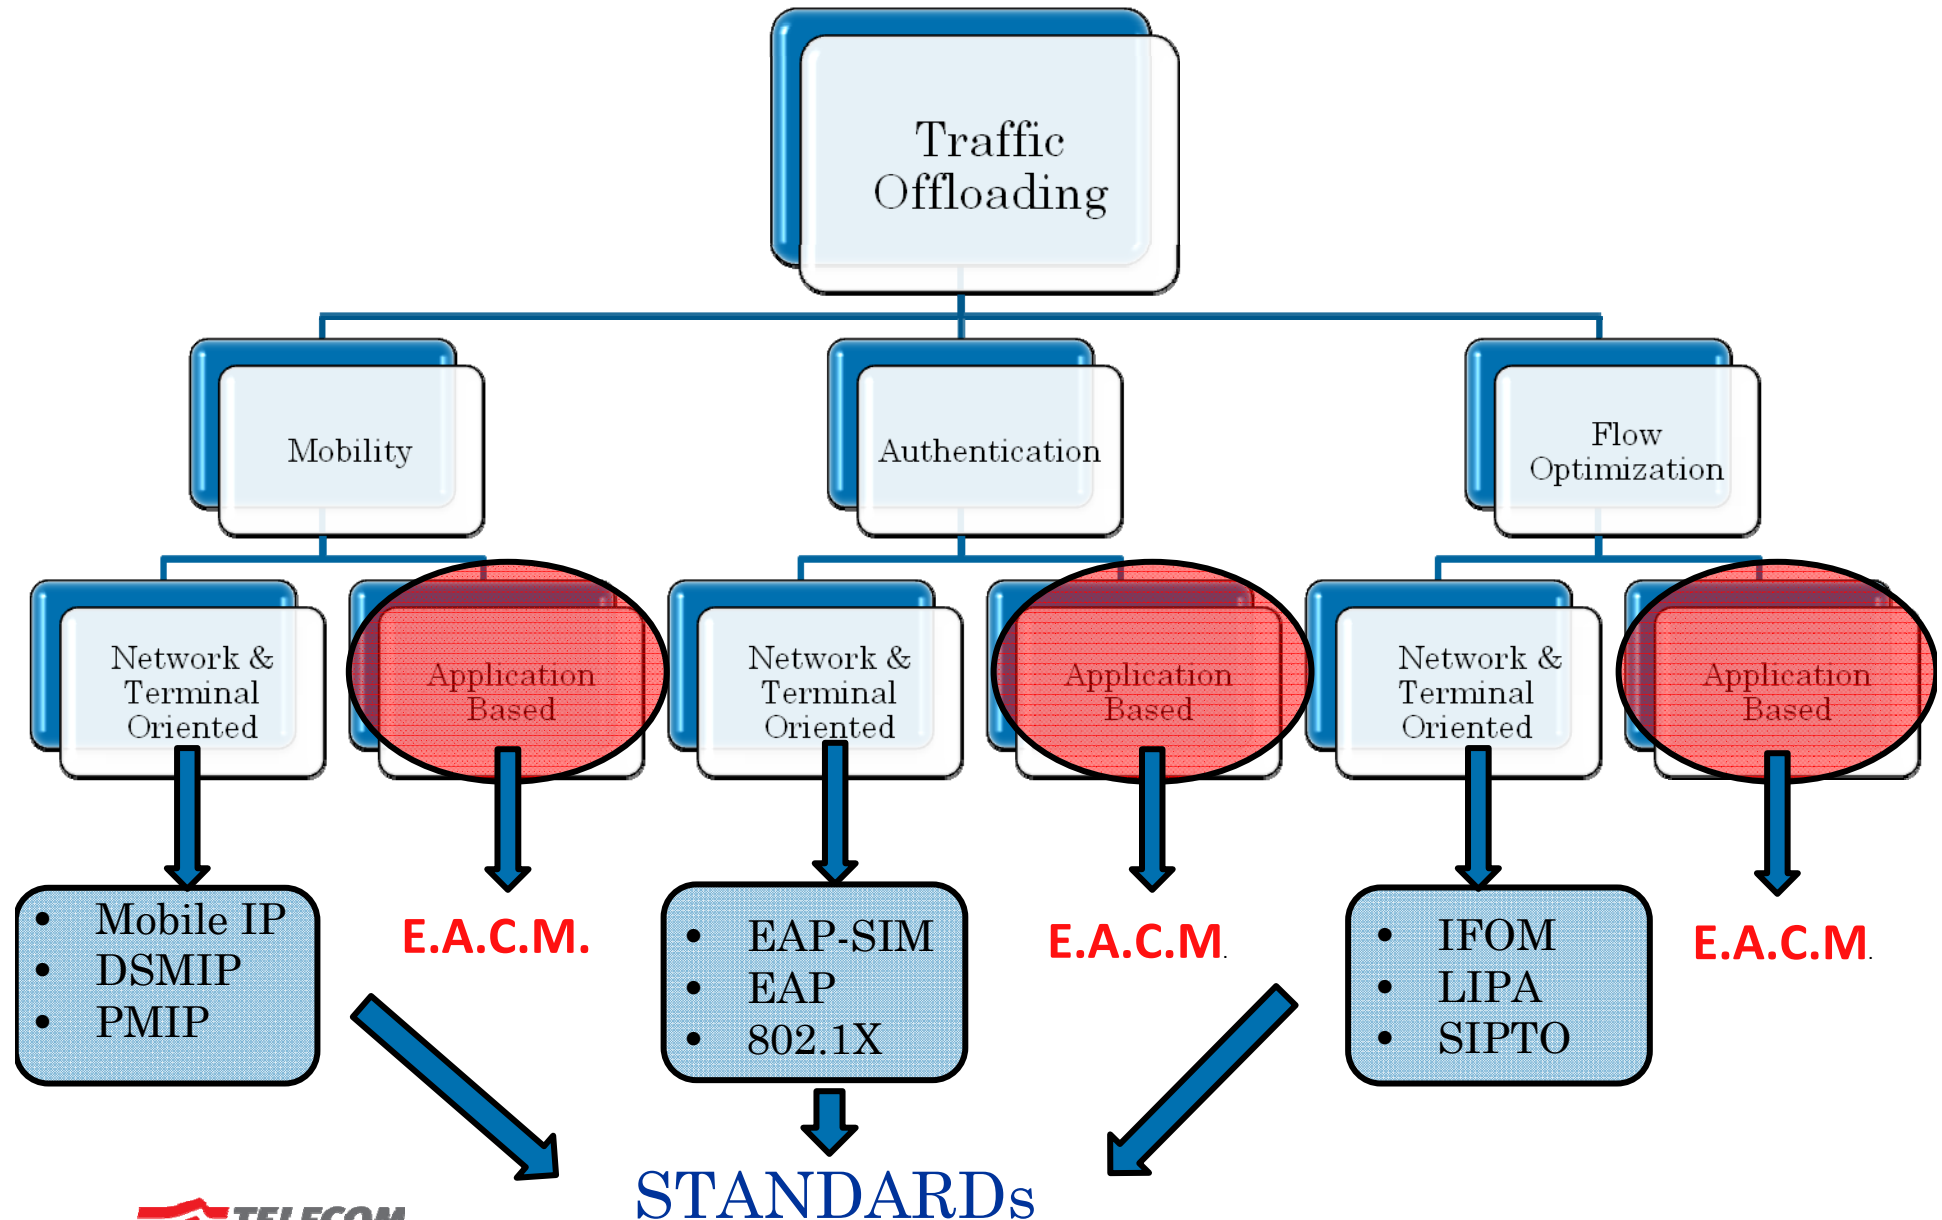 Traffic
Offloading
Mobility
Authentication
Flow
Optimization
Network &
Terminal
Oriented
Application
Based
Network &
Terminal
Oriented
Application
Based
Network &
Terminal
Oriented
Application
Based
• Mobile IP
• DSMIP
• PMIP
E.A.C.M.
• EAP-SIM
• EAP
• 802.1X
E.A.C.M.
• IFOM
• LIPA
• SIPTO
E.A.C.M.
STANDARDs
TELECOM